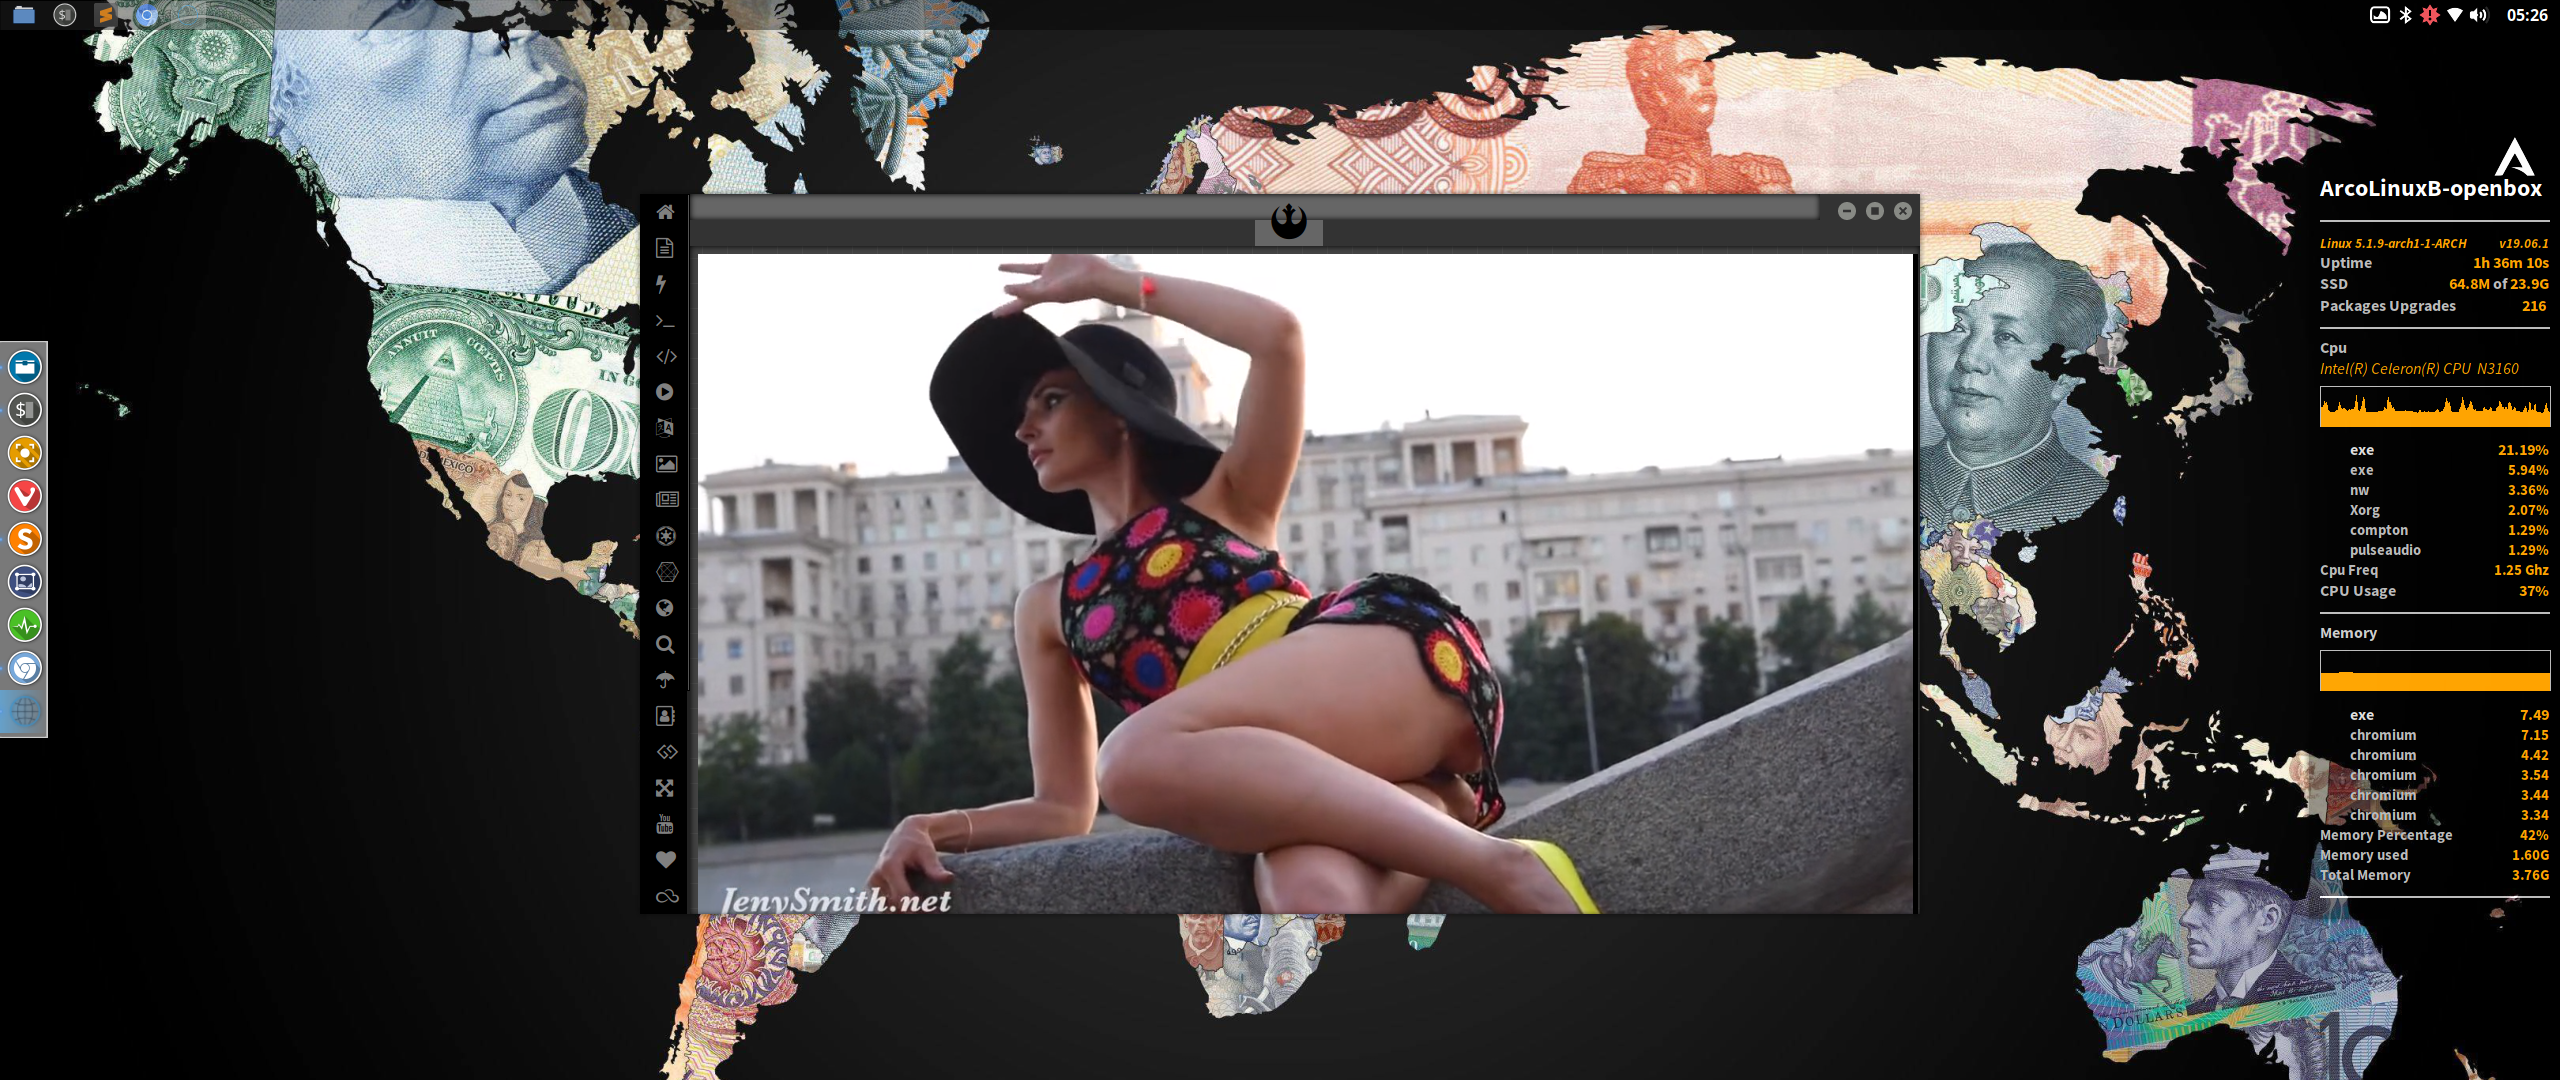 05:26
ArcoLinuxB-openbox
Linux 5.1.9-arch1-1-ARCH v19.06.1
Uptime 1h 36m 10s
SSD 64.8M of 23.9G
Packages Upgrades 216
Cpu
Intel(R) Celeron(R) CPU N3160
exe 21.19%
exe 5.94%
nw 3.36%
Xorg 2.07%
compton 1.29%
pulseaudio 1.29%
Cpu Freq 1.25 Ghz
CPU Usage 37%
Memory
exe 7.49
chromium 7.15
chromium 4.42
chromium 3.54
chromium 3.44
chromium 3.34
Memory Percentage 42%
Memory used 1.60G
Total Memory 3.76G
ANNUIT CŒPTIS
IN G
MEXICO
You
Tube
JenySmith.net
DOLLARS
10